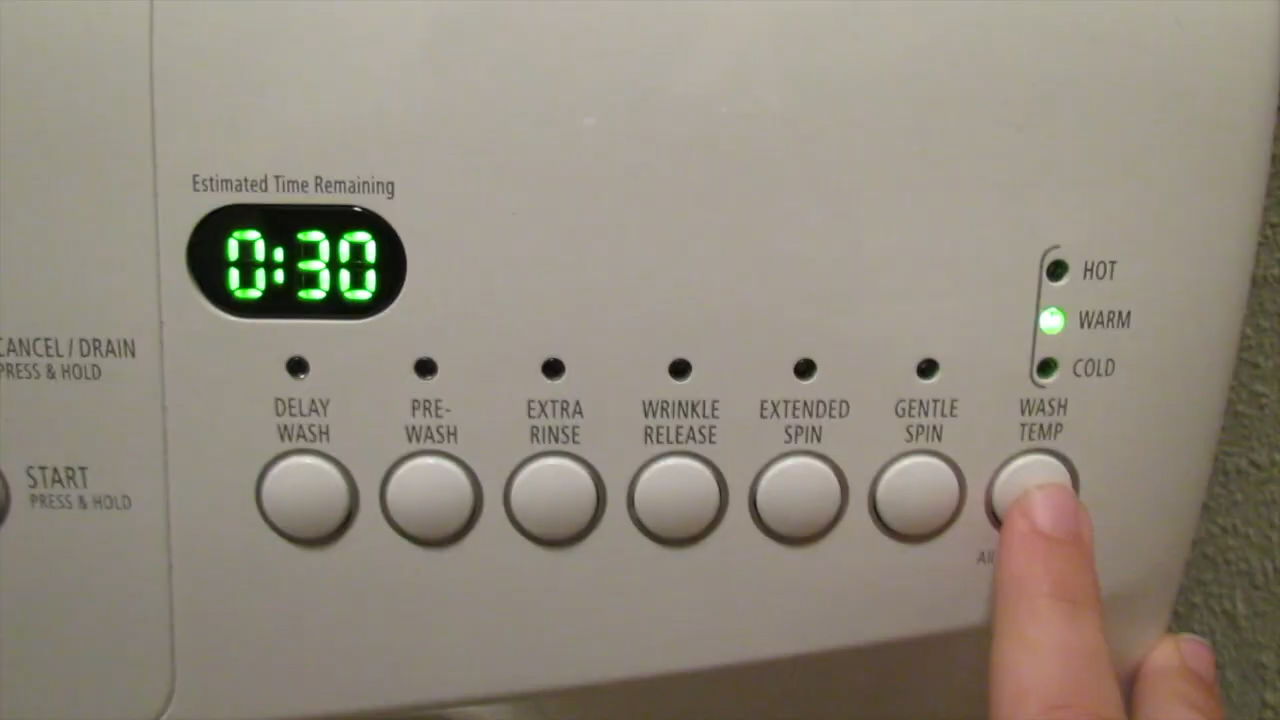 Estimated Time Remaining
0:30
HOT
WARM
COLD
CANCEL / DRAIN
PRESS & HOLD
START
PRESS & HOLD
DELAY
WASH
PRE-
WASH
EXTRA
RINSE
WRINKLE
RELEASE
EXTENDED
SPIN
GENTLE
SPIN
WASH
TEMP